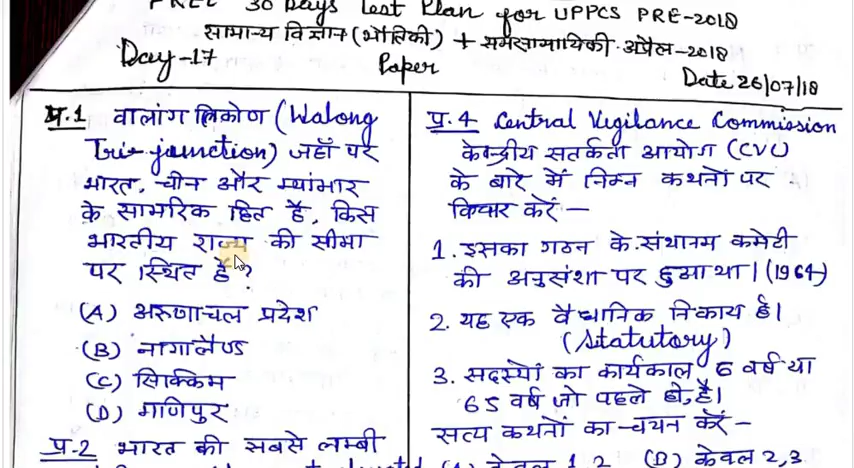 30 Days Test Plan for UPPCS PRE-2018
सामान्य विज्ञान (भौतिकी) + समसामायिकी अप्रैल-2018
Day-17 Paper Date 26/07/18
प्र.1 वालांग त्रिकोण (Walong
Tri-junction) जहाँ पर
भारत, चीन और म्यांमार
के सामरिक हित है, किस
भारतीय राज्य की सीमा
पर स्थित है?
(A) अरुणाचल प्रदेश
(B) नागालैण्ड
(C) सिक्किम
(D) मणिपुर
प्र.2 भारत की सबसे लम्बी
प्र.4 Central Vigilance Commission
केन्द्रीय सतर्कता आयोग (CVC)
के बारे में निम्न कथनों पर
विचार करें -
1. इसका गठन के.संथानम कमेटी
की अनुसंशा पर हुआ था। (1964)
2. यह एक वैधानिक निकाय है।
(Statutory)
3. सदस्यों का कार्यकाल 6 वर्ष या
65 वर्ष जो पहले हो, है।
सत्य कथनों का चयन करें -
(A) केवल 1,2 (B) केवल 2,3